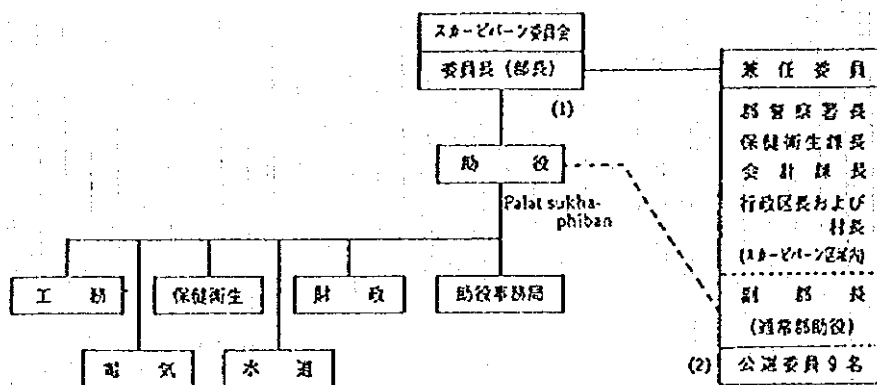 スカーピバーン委員会
委員長 (郡長)
(1)
助役
Palat sukha-
phiban
工務
保健衛生
財政
助役事務局
電気
水道
兼任委員
郡警察署長
保健衛生課長
会計課長
行政区長および
村長
(スカーピバーン区域内)
副郡長
(通常郡助役)
(2)
公選委員9名